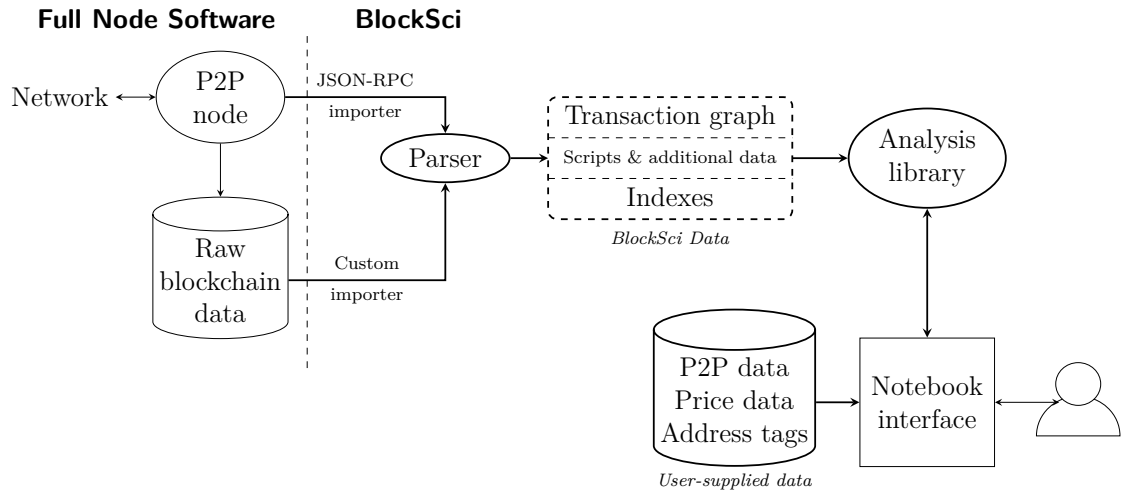 Full Node Software
BlockSci
Network
P2P
node
JSON-RPC
importer
Parser
Transaction graph
Scripts & additional data
Indexes
BlockSci Data
Analysis
library
Raw
blockchain
data
Custom
importer
P2P data
Price data
Address tags
User-supplied data
Notebook
interface